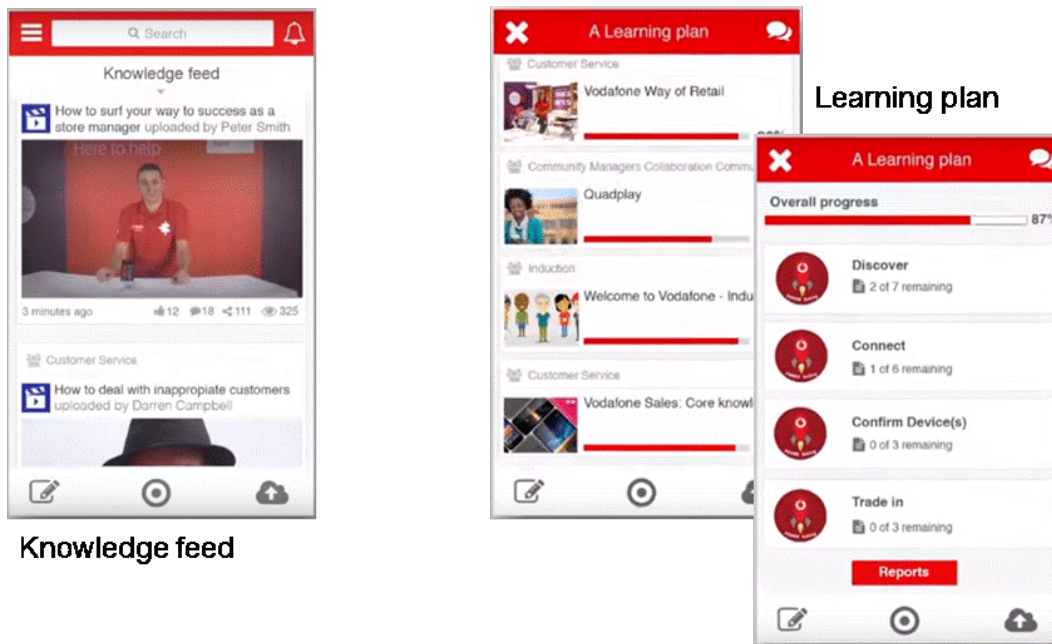 Search
Knowledge feed
How to surf your way to success as a
store manager uploaded by Peter Smith
Here to help
3 minutes ago 12 18 111 325
Customer Service
How to deal with inappropiate customers
uploaded by Darren Campbell
Knowledge feed
A Learning plan
Customer Service
Vodafone Way of Retail
Community Managers Collaboration Commu
Quadplay
Induction
Welcome to Vodafone - Indu
Customer Service
Vodafone Sales: Core knowl
Learning plan
A Learning plan
Overall progress
87%
Discover
2 of 7 remaining
Connect
1 of 6 remaining
Confirm Device(s)
0 of 3 remaining
Trade in
0 of 3 remaining
Reports